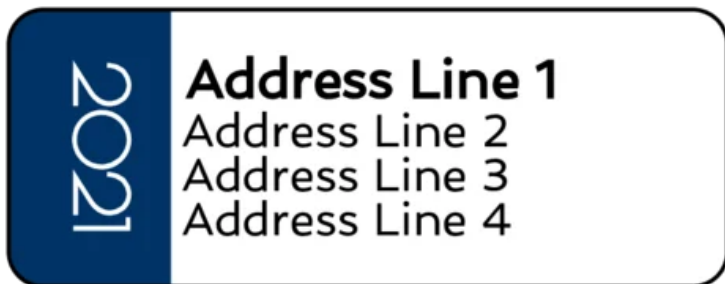 2021
Address Line 1
Address Line 2
Address Line 3
Address Line 4